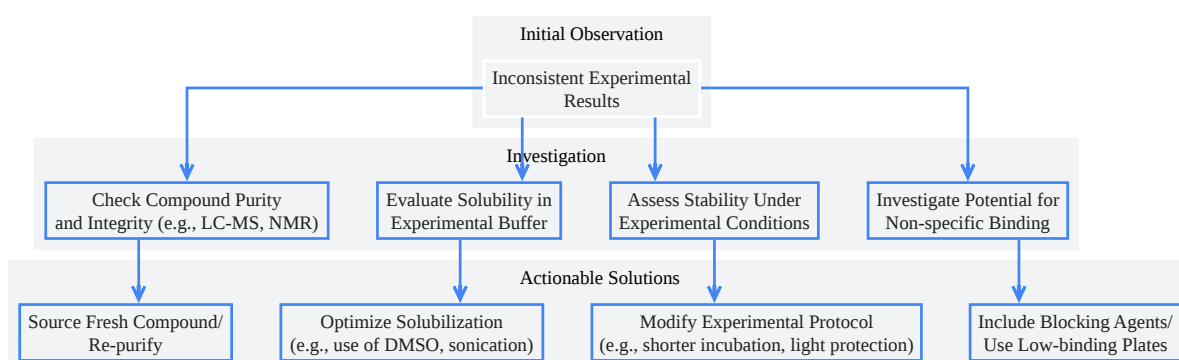 Initial Observation
Inconsistent Experimental
Results
Investigation
Check Compound Purity
and Integrity (e.g., LC-MS, NMR)
Evaluate Solubility in
Experimental Buffer
Assess Stability Under
Experimental Conditions
Investigate Potential for
Non-specific Binding
Actionable Solutions
Source Fresh Compound/
Re-purify
Optimize Solubilization
(e.g., use of DMSO, sonication)
Modify Experimental Protocol
(e.g., shorter incubation, light protection)
Include Blocking Agents/
Use Low-binding Plates